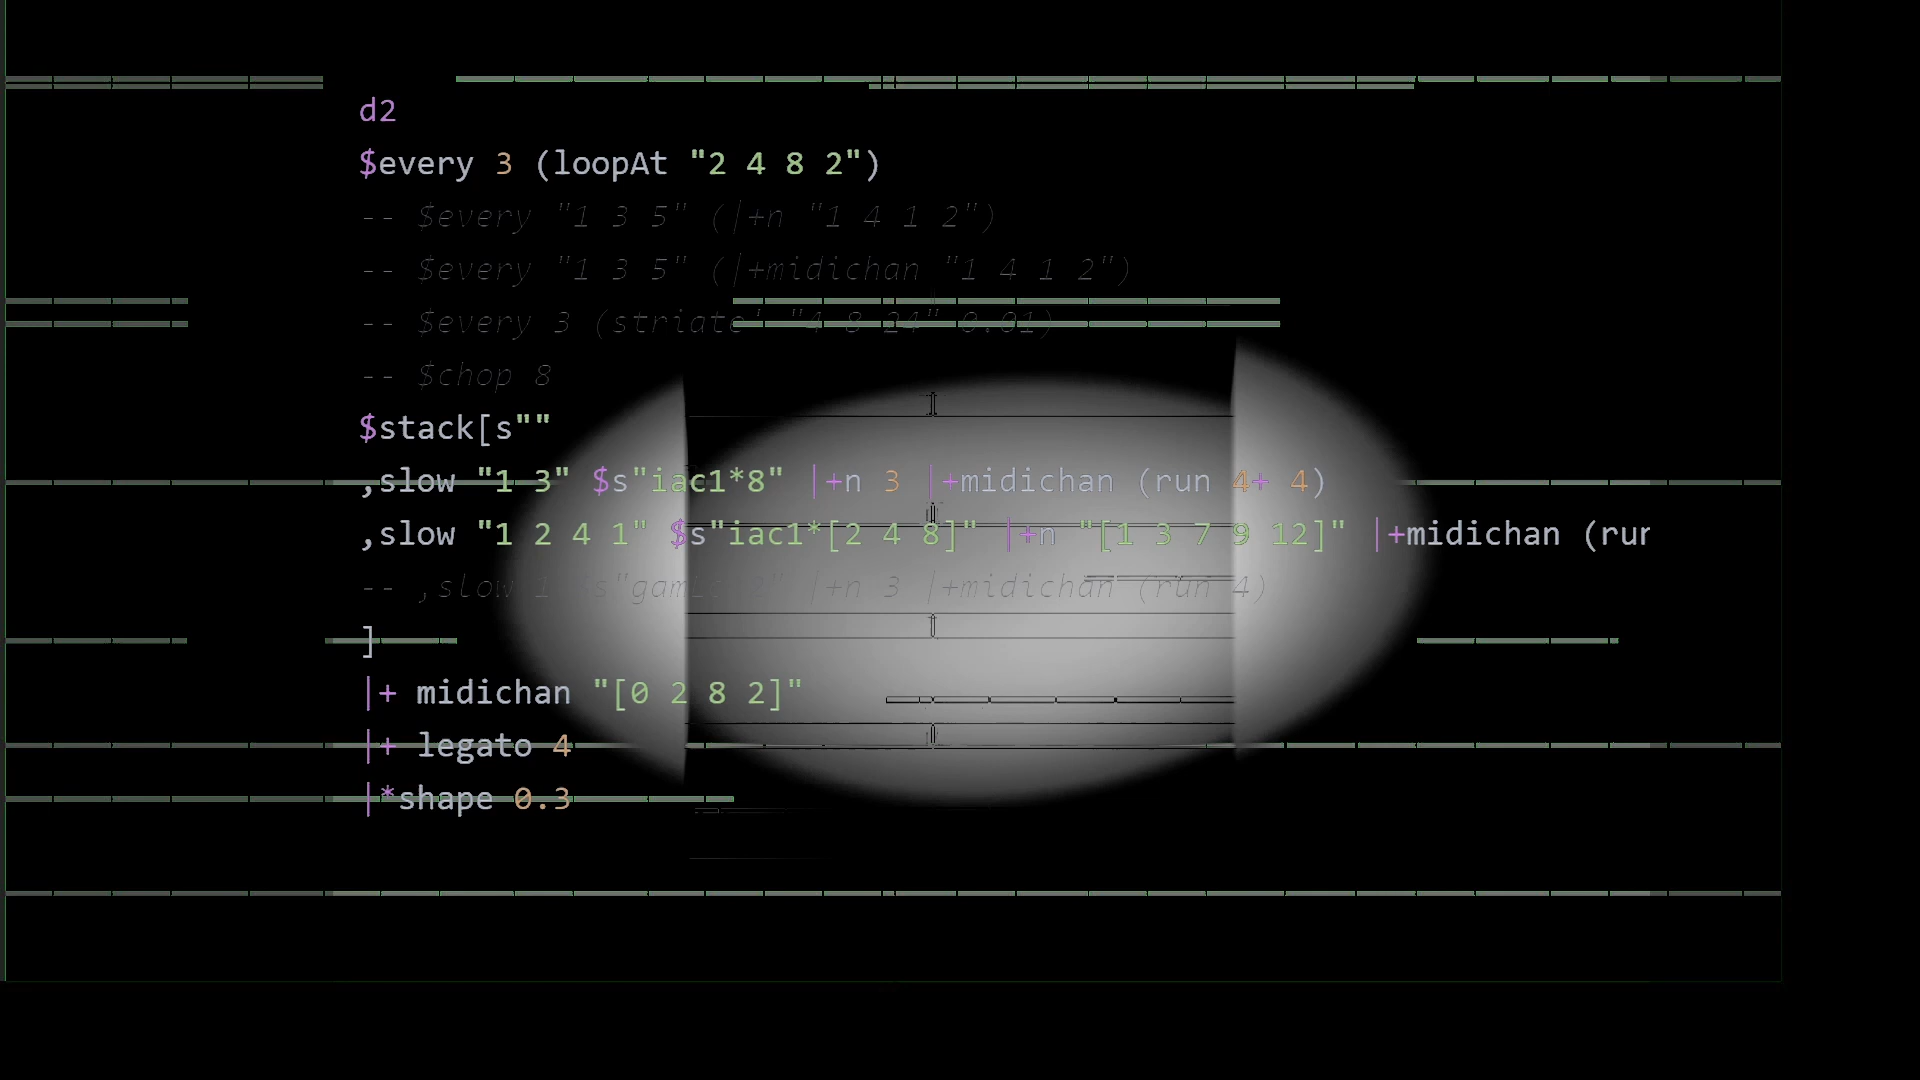 d2
$every 3 (loopAt "2 4 8 2")
-- $every "1 3 5" (|+n "1 4 1 2")
-- $every "1 3 5" (|+midichan "1 4 1 2")
-- $every 3 (striate' "4 8 24" 0.01)
-- $chop 8
$stack[s""
,slow "1 3" $s"iac1*8" |+n 3 |+midichan (run 4+ 4)
,slow "1 2 4 1" $s"iac1*[2 4 8]" |+n "[1 3 7 9 12]" |+midichan (run
-- ,slow 1 $s"gamba*2" |+n 3 |+midichan (run 4)
]
|+ midichan "[0 2 8 2]"
|+ legato 4
|*shape 0.3